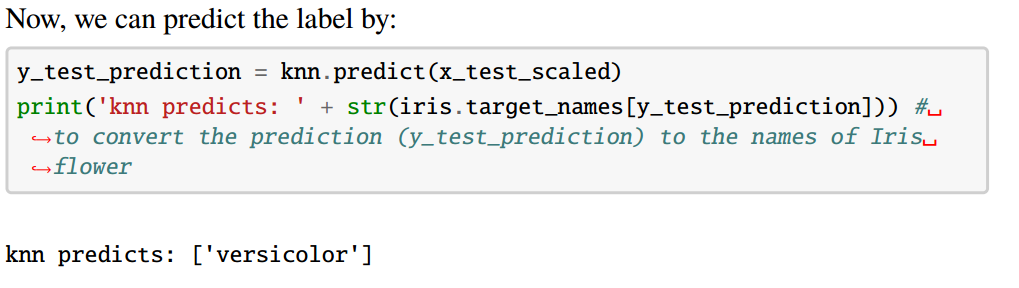 Now, we can predict the label by:
y_test_prediction = knn.predict(x_test_scaled)
print('knn predicts: ' + str(iris.target_names[y_test_prediction])) #␣
↪to convert the prediction (y_test_prediction) to the names of Iris␣
↪flower
knn predicts: ['versicolor']